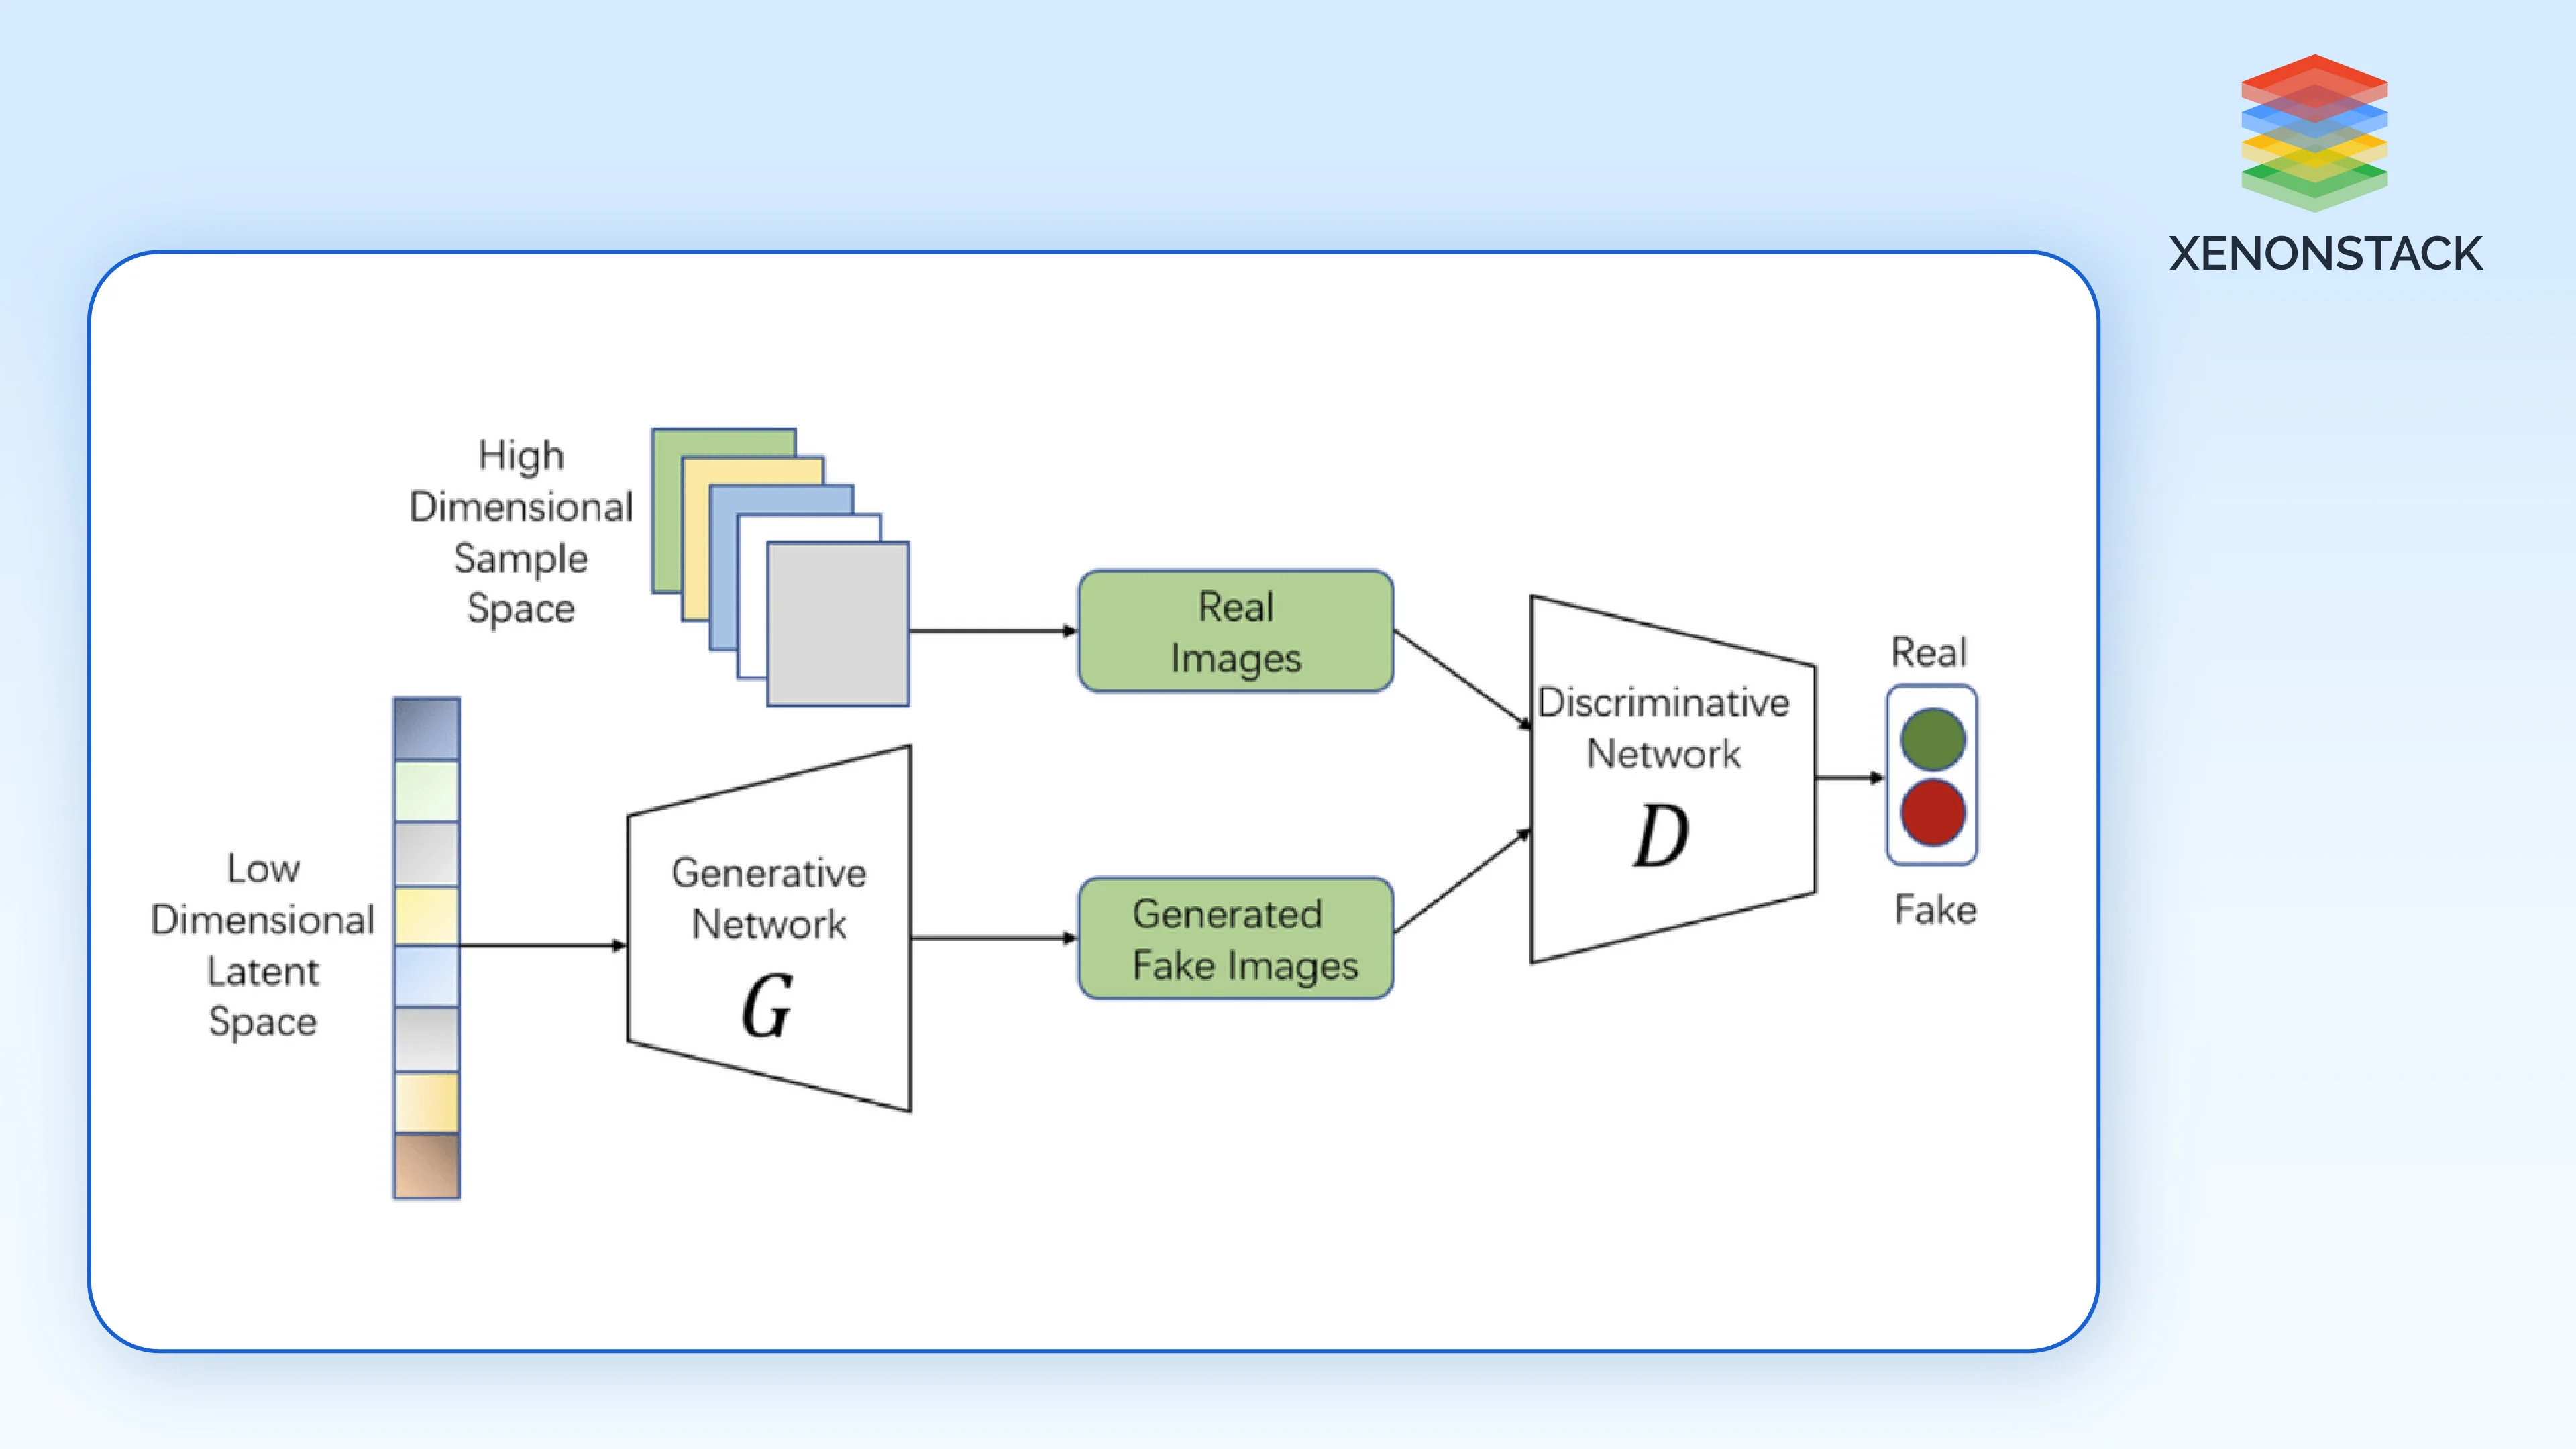 XENONSTACK
High
Dimensional
Sample
Space
Real
Images
Discriminative
Network
D
Real
Fake
Low
Dimensional
Latent
Space
Generative
Network
G
Generated
Fake Images